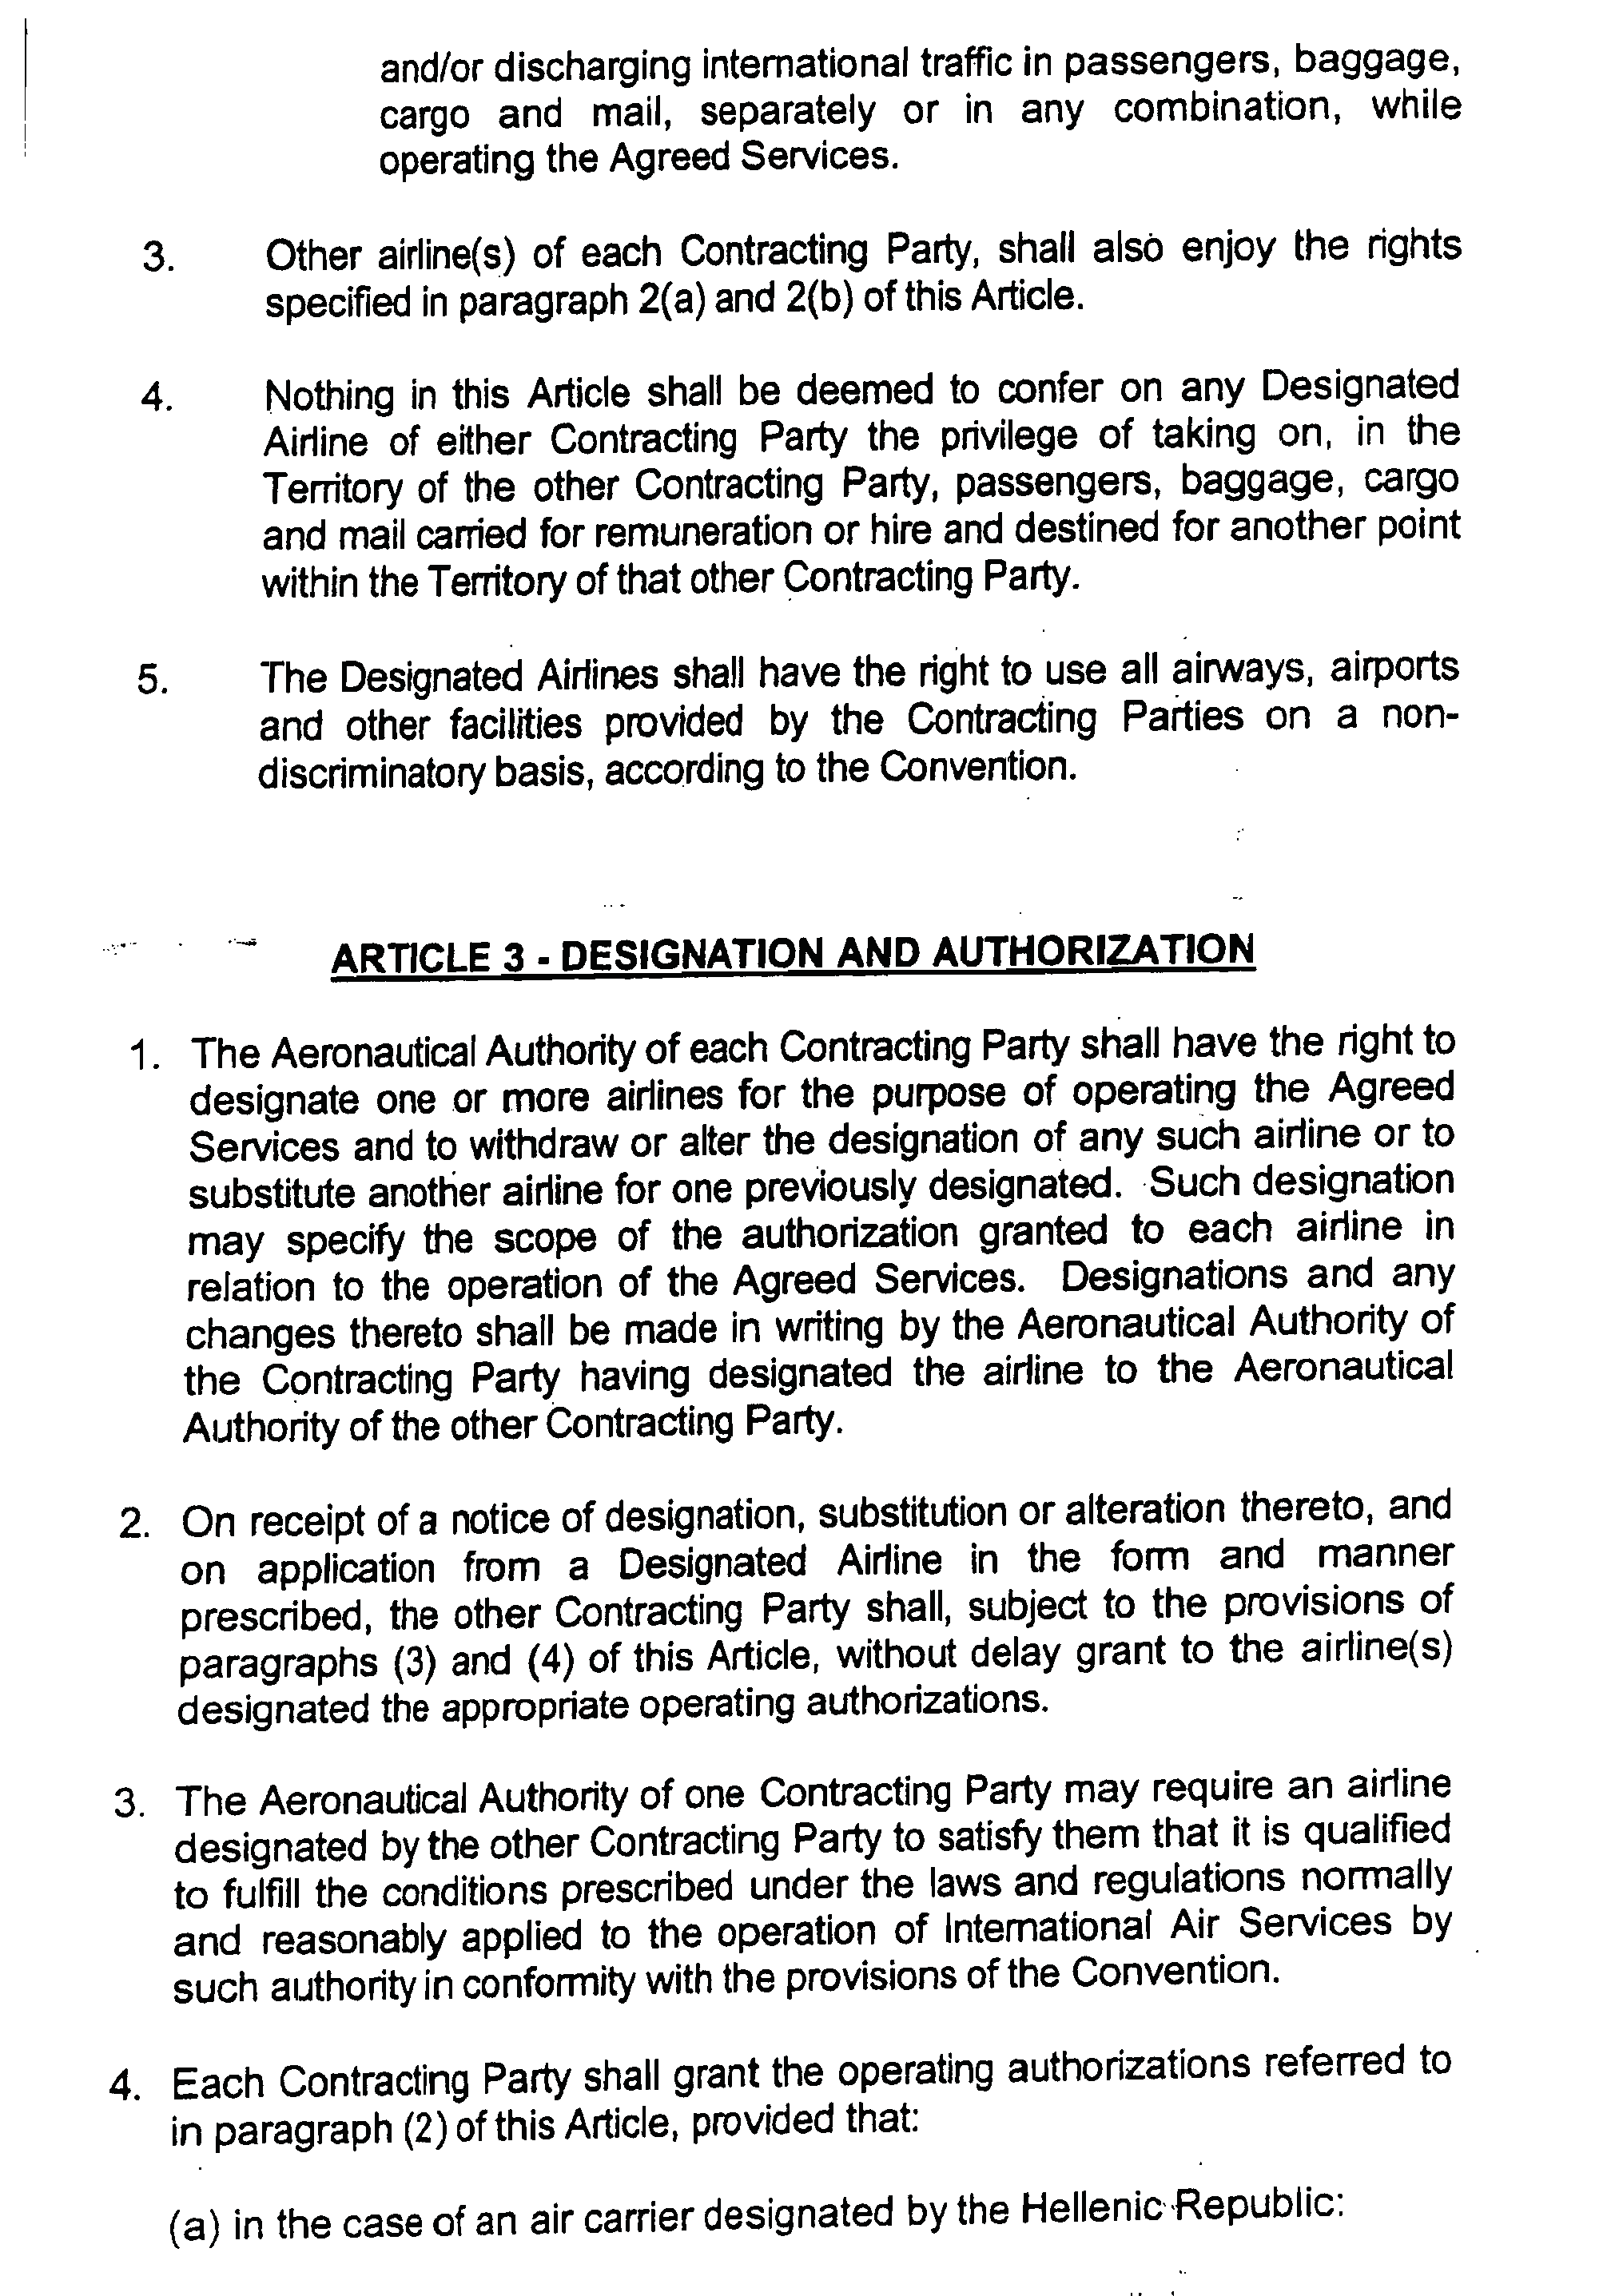 and/or discharging international traffic in passengers, baggage,
cargo and mail, separately or in any combination, while
operating the Agreed Services.
3. Other airline(s) of each Contracting Party, shall also enjoy the rights
specified in paragraph 2(a) and 2(b) of this Article.
4. Nothing in this Article shall be deemed to confer on any Designated
Airline of either Contracting Party the privilege of taking on, in the
Territory of the other Contracting Party, passengers, baggage, cargo
and mail carried for remuneration or hire and destined for another point
within the Territory of that other Contracting Party.
5. The Designated Airlines shall have the right to use all airways, airports
and other facilities provided by the Contracting Parties on a non-
discriminatory basis, according to the Convention.
ARTICLE 3 - DESIGNATION AND AUTHORIZATION
1. The Aeronautical Authority of each Contracting Party shall have the right to
designate one or more airlines for the purpose of operating the Agreed
Services and to withdraw or alter the designation of any such airline or to
substitute another airline for one previously designated. Such designation
may specify the scope of the authorization granted to each airline in
relation to the operation of the Agreed Services. Designations and any
changes thereto shall be made in writing by the Aeronautical Authority of
the Contracting Party having designated the airline to the Aeronautical
Authority of the other Contracting Party.
2. On receipt of a notice of designation, substitution or alteration thereto, and
on application from a Designated Airline in the form and manner
prescribed, the other Contracting Party shall, subject to the provisions of
paragraphs (3) and (4) of this Article, without delay grant to the airline(s)
designated the appropriate operating authorizations.
3. The Aeronautical Authority of one Contracting Party may require an airline
designated by the other Contracting Party to satisfy them that it is qualified
to fulfill the conditions prescribed under the laws and regulations normally
and reasonably applied to the operation of International Air Services by
such authority in conformity with the provisions of the Convention.
4. Each Contracting Party shall grant the operating authorizations referred to
in paragraph (2) of this Article, provided that:
(a) in the case of an air carrier designated by the Hellenic Republic: